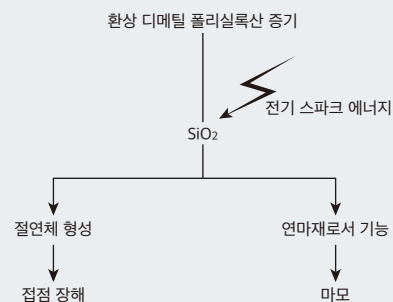 환상 디메틸 폴리실록산 증기
전기 스파크 에너지
SiO₂
절연체 형성
연마재로서 기능
접점 장해
마모